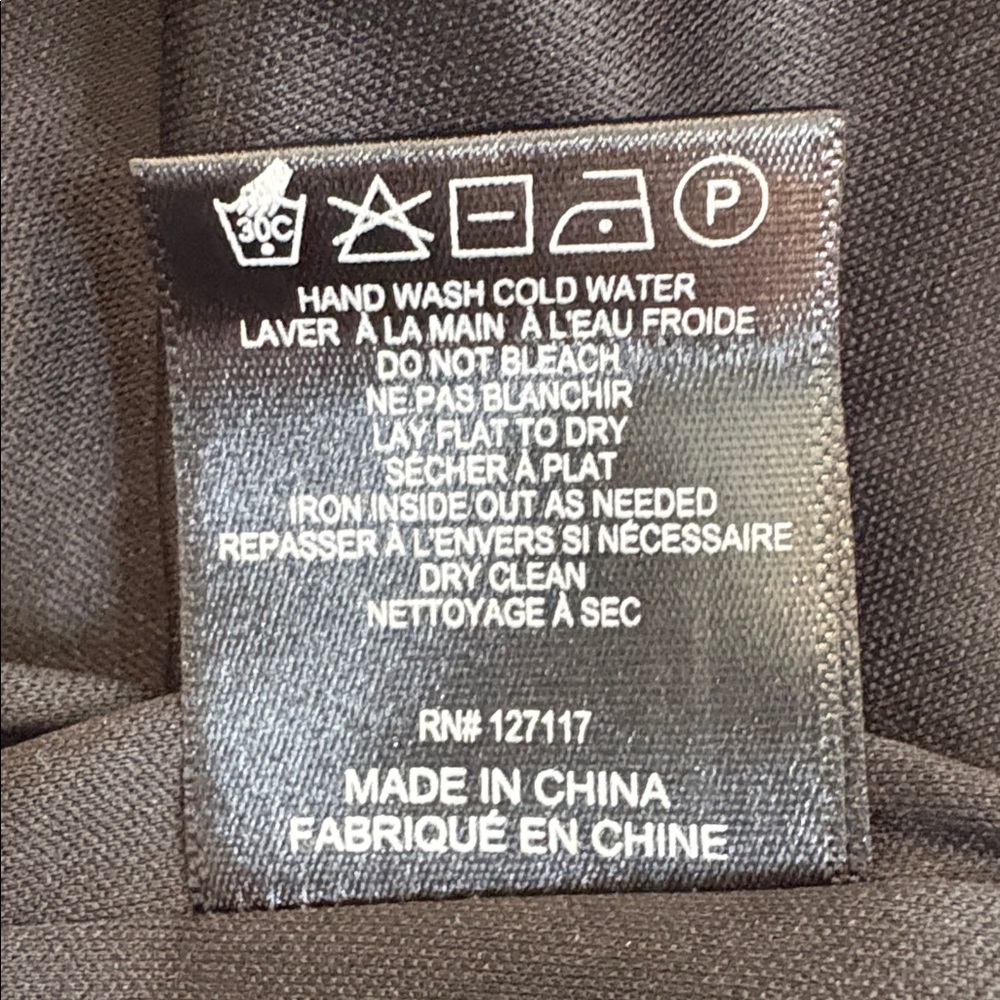 30C P
HAND WASH COLD WATER
LAVER À LA MAIN À L'EAU FROIDE
DO NOT BLEACH
NE PAS BLANCHIR
LAY FLAT TO DRY
SÉCHER À PLAT
IRON INSIDE OUT AS NEEDED
REPASSER À L'ENVERS SI NÉCESSAIRE
DRY CLEAN
NETTOYAGE À SEC
RN# 127117
MADE IN CHINA
FABRIQUÉ EN CHINE